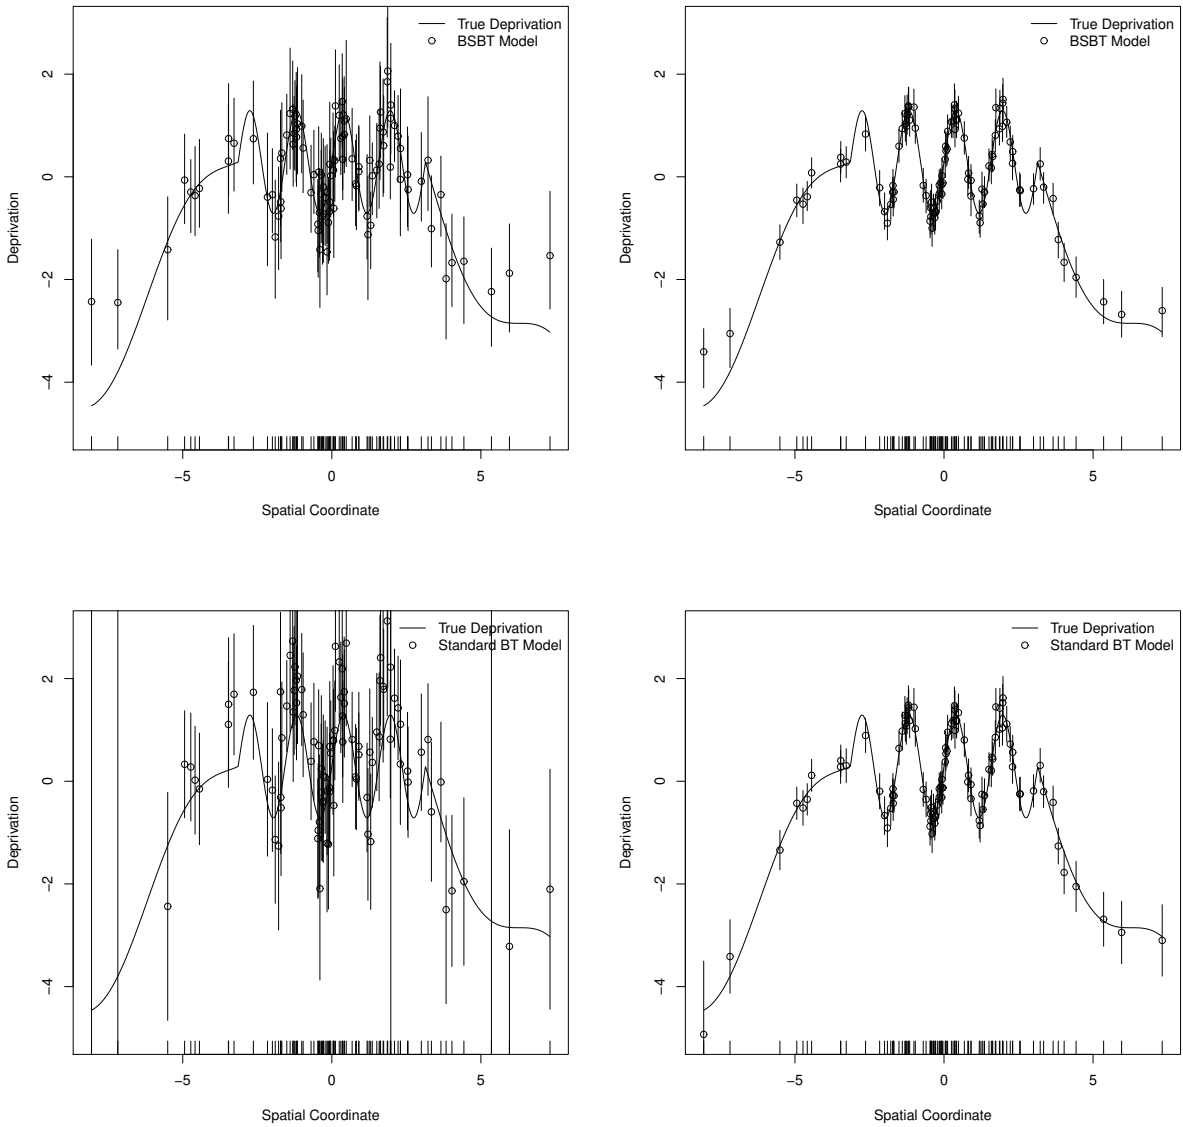 True Deprivation
BSBT Model
2
0
−2
−4
Deprivation
−5
0
5
Spatial Coordinate
True Deprivation
BSBT Model
2
0
−2
−4
Deprivation
−5
0
5
Spatial Coordinate
True Deprivation
Standard BT Model
2
0
−2
−4
Deprivation
−5
0
5
Spatial Coordinate
True Deprivation
Standard BT Model
2
0
−2
−4
Deprivation
−5
0
5
Spatial Coordinate